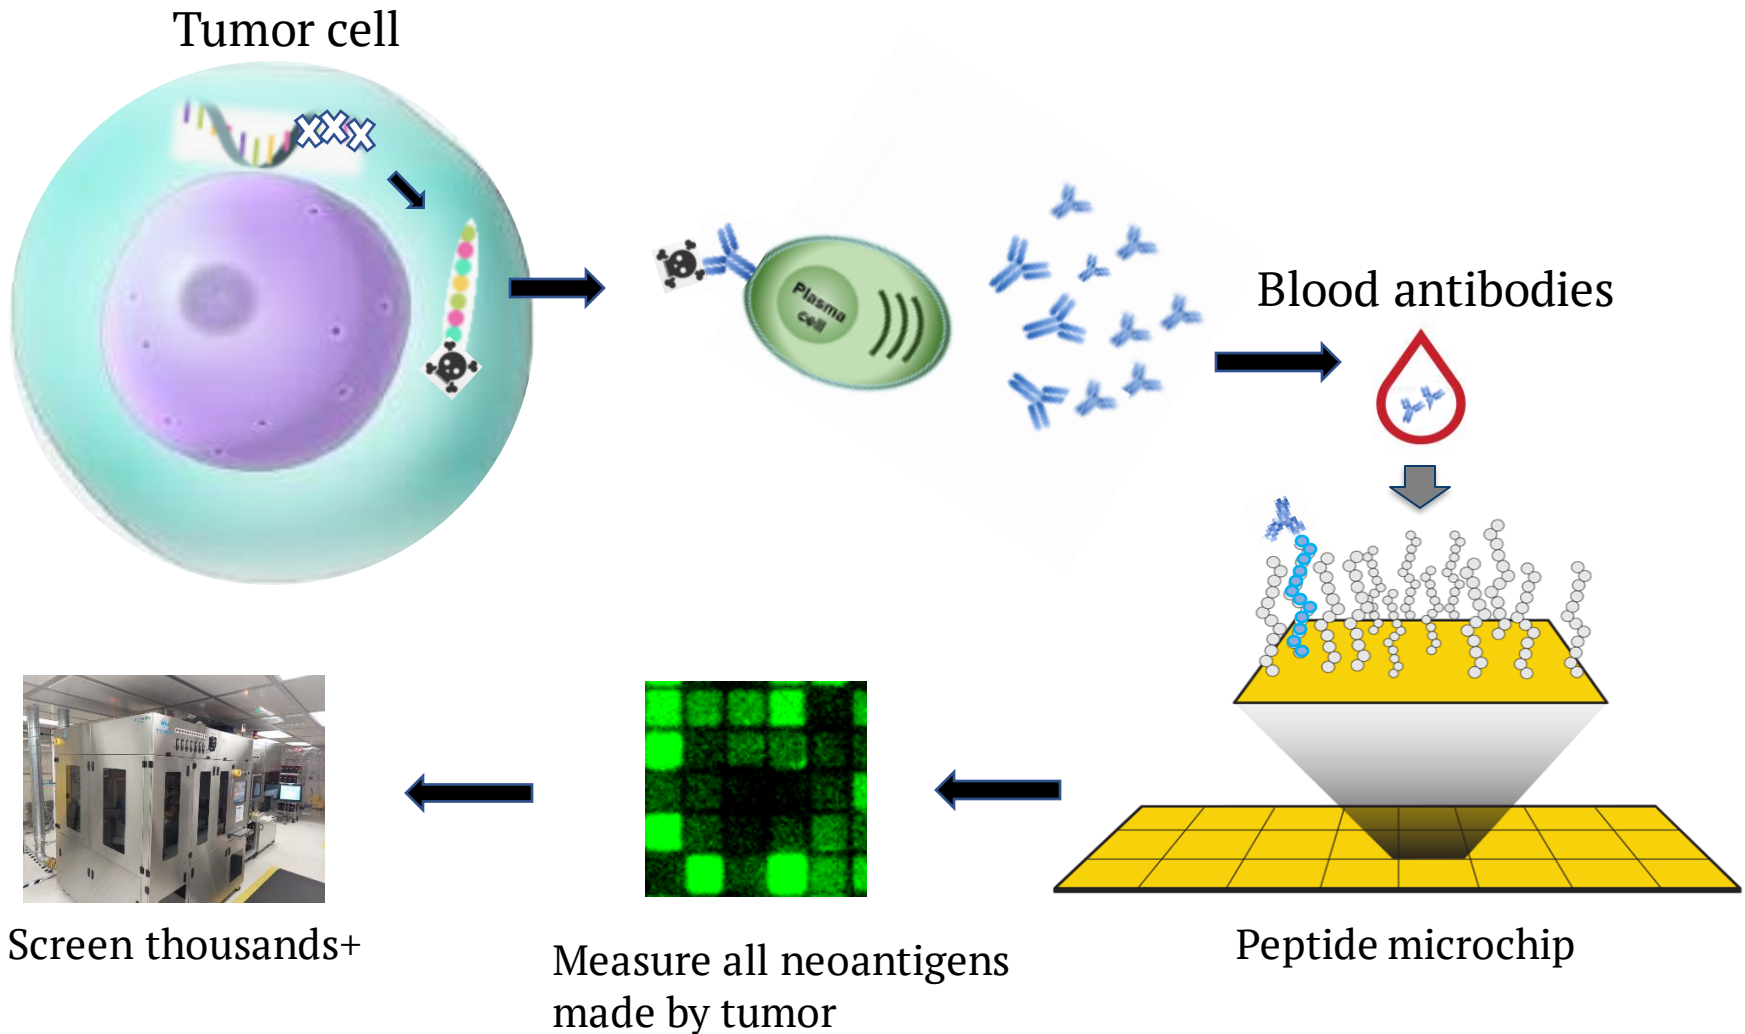 Tumor cell
Plasma
cell
Blood antibodies
Peptide microchip
Measure all neoantigens
made by tumor
Screen thousands+